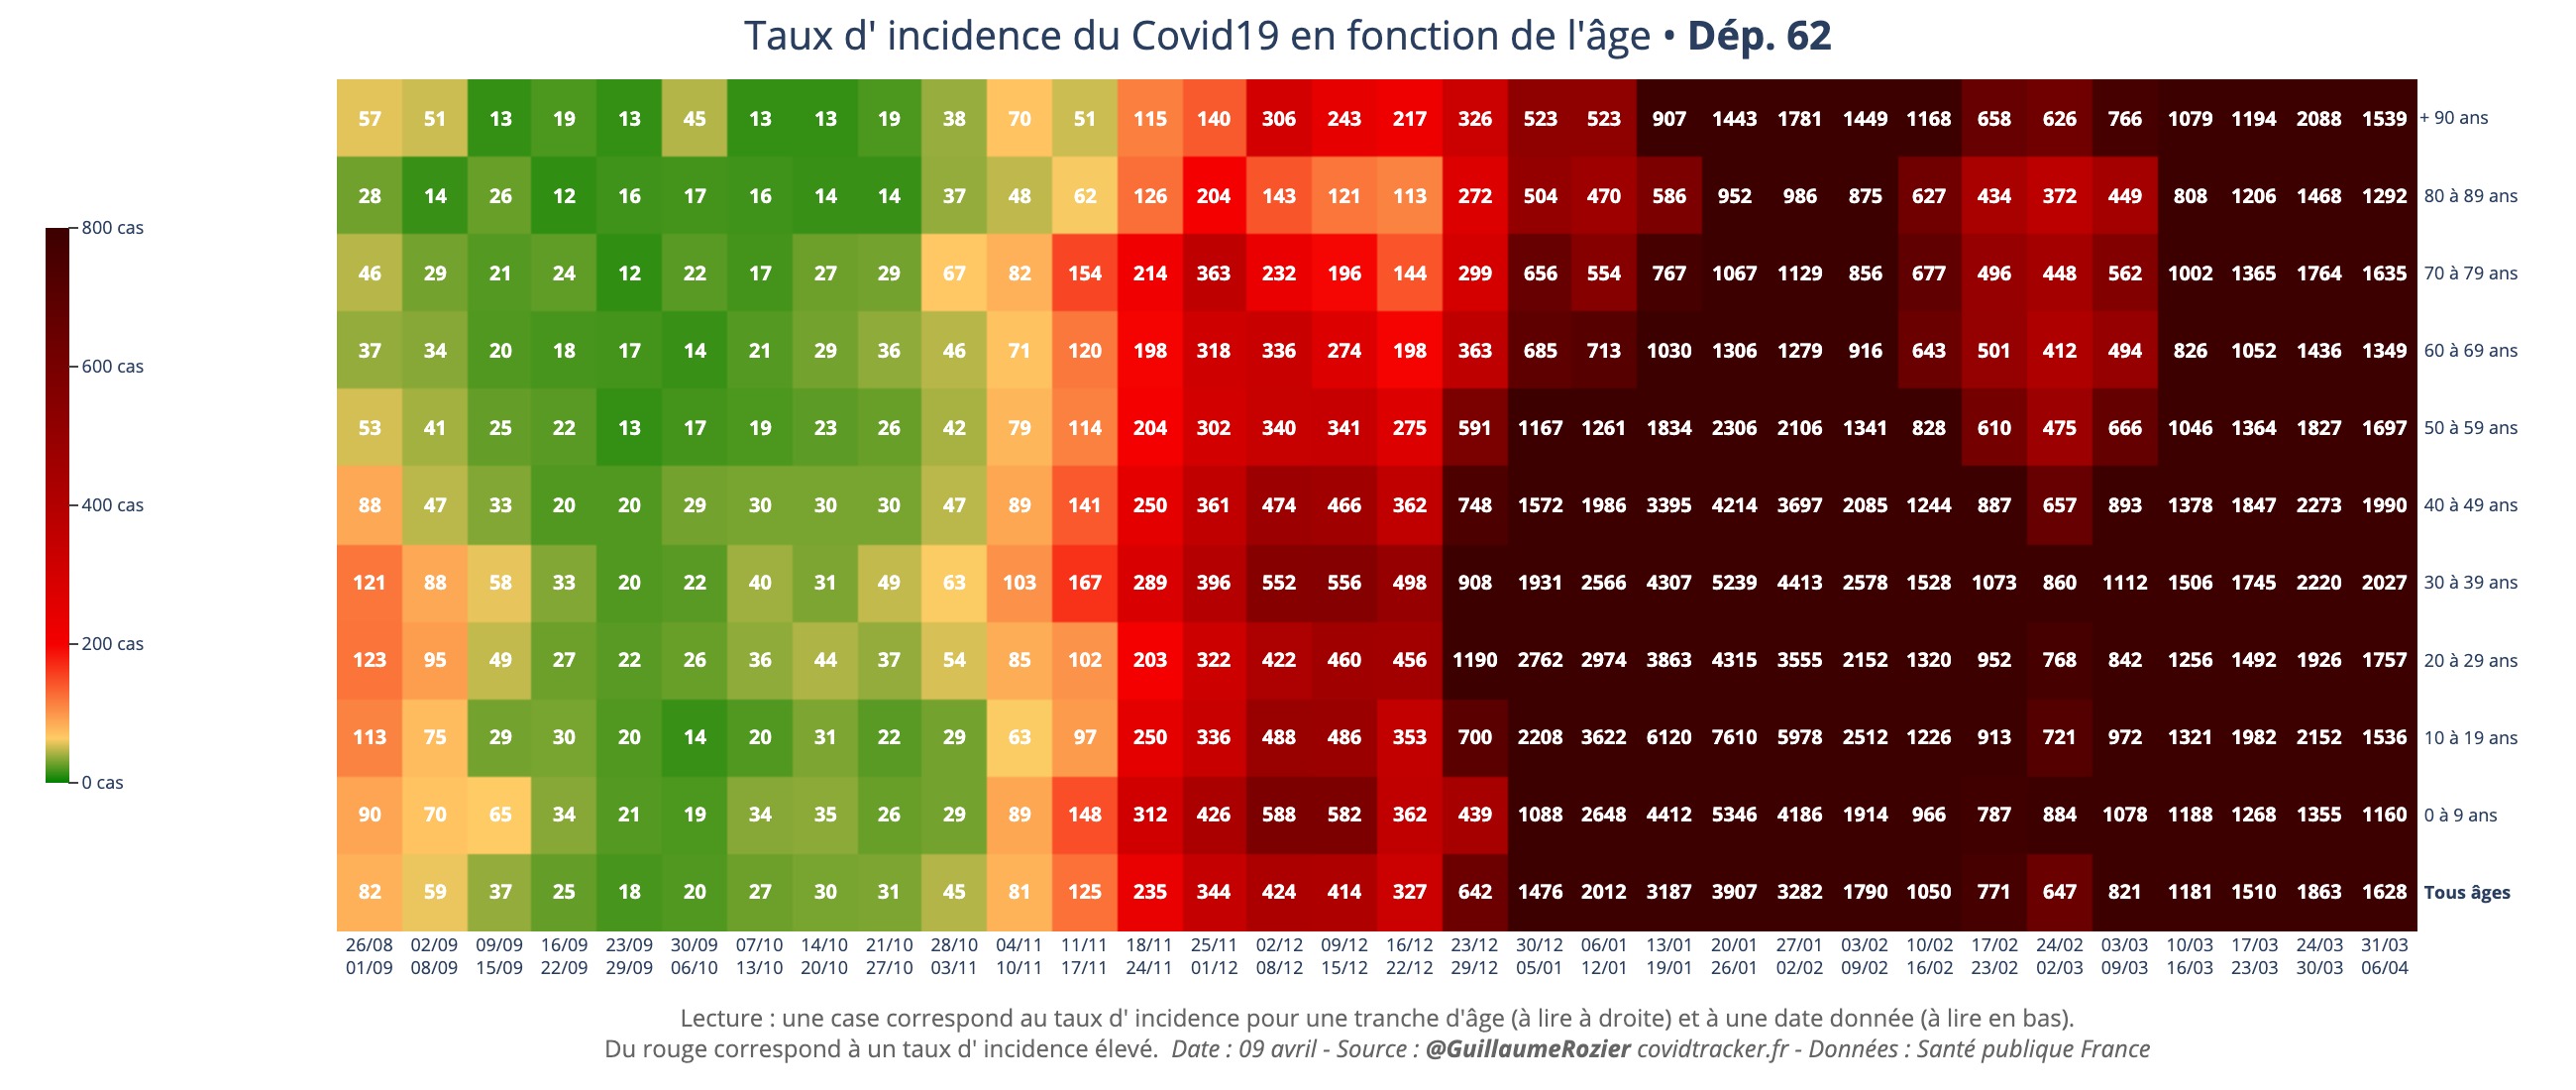 Taux d' incidence du Covid19 en fonction de l'âge • Dép. 62
57 51 13 19 13 45 13 13 19 38 70 51 115 140 306 243 217 326 523 523 907 1443 1781 1449 1168 658 626 766 1079 1194 2088 1539 + 90 ans
28 14 26 12 16 17 16 14 14 37 48 62 126 204 143 121 113 272 504 470 586 952 986 875 627 434 372 449 808 1206 1468 1292 80 à 89 ans
46 29 21 24 12 22 17 27 29 67 82 154 214 363 232 196 144 299 656 554 767 1067 1129 856 677 496 448 562 1002 1365 1764 1635 70 à 79 ans
37 34 20 18 17 14 21 29 36 46 71 120 198 318 336 274 198 363 685 713 1030 1306 1279 916 643 501 412 494 826 1052 1436 1349 60 à 69 ans
53 41 25 22 13 17 19 23 26 42 79 114 204 302 340 341 275 591 1167 1261 1834 2306 2106 1341 828 610 475 666 1046 1364 1827 1697 50 à 59 ans
88 47 33 20 20 29 30 30 30 47 89 141 250 361 474 466 362 748 1572 1986 3395 4214 3697 2085 1244 887 657 893 1378 1847 2273 1990 40 à 49 ans
121 88 58 33 20 22 40 31 49 63 103 167 289 396 552 556 498 908 1931 2566 4307 5239 4413 2578 1528 1073 860 1112 1506 1745 2220 2027 30 à 39 ans
123 95 49 27 22 26 36 44 37 54 85 102 203 322 422 460 456 1190 2762 2974 3863 4315 3555 2152 1320 952 768 842 1256 1492 1926 1757 20 à 29 ans
113 75 29 30 20 14 20 31 22 29 63 97 250 336 488 486 353 700 2208 3622 6120 7610 5978 2512 1226 913 721 972 1321 1982 2152 1536 10 à 19 ans
90 70 65 34 21 19 34 35 26 29 89 148 312 426 588 582 362 439 1088 2648 4412 5346 4186 1914 966 787 884 1078 1188 1268 1355 1160 0 à 9 ans
82 59 37 25 18 20 27 30 31 45 81 125 235 344 424 414 327 642 1476 2012 3187 3907 3282 1790 1050 771 647 821 1181 1510 1863 1628 Tous âges
26/08 02/09 09/09 16/09 23/09 30/09 07/10 14/10 21/10 28/10 04/11 11/11 18/11 25/11 02/12 09/12 16/12 23/12 30/12 06/01 13/01 20/01 27/01 03/02 10/02 17/02 24/02 03/03 10/03 17/03 24/03 31/03
01/09 08/09 15/09 22/09 29/09 06/10 13/10 20/10 27/10 03/11 10/11 17/11 24/11 01/12 08/12 15/12 22/12 29/12 05/01 12/01 19/01 26/01 02/02 09/02 16/02 23/02 02/03 09/03 16/03 23/03 30/03 06/04
800 cas
600 cas
400 cas
200 cas
0 cas
Lecture : une case correspond au taux d' incidence pour une tranche d'âge (à lire à droite) et à une date donnée (à lire en bas).
Du rouge correspond à un taux d' incidence élevé. Date : 09 avril - Source : @GuillaumeRozier covidtracker.fr - Données : Santé publique France